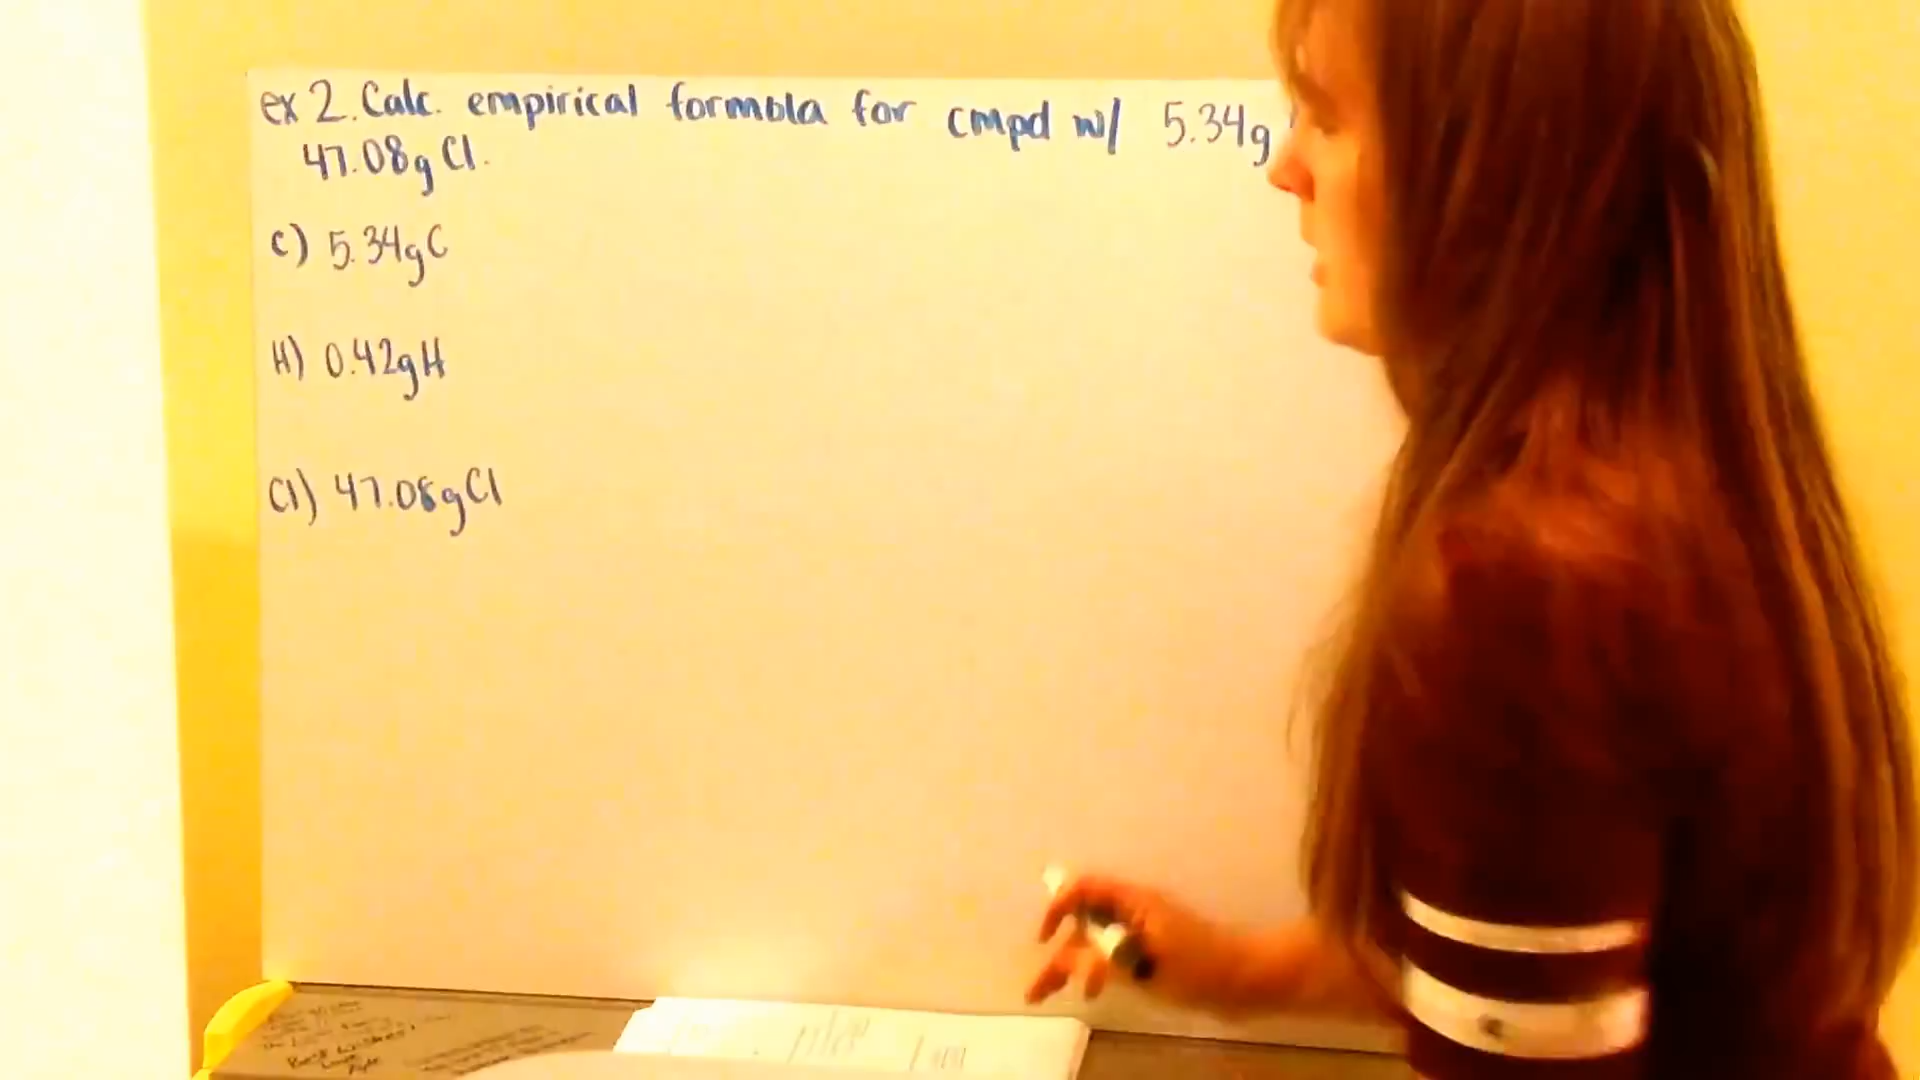 ex 2. Calc. empirical formula for cmpd w/ 5.34g
47.08g Cl.
C) 5.34g C
H) 0.42g H
Cl) 47.08g Cl